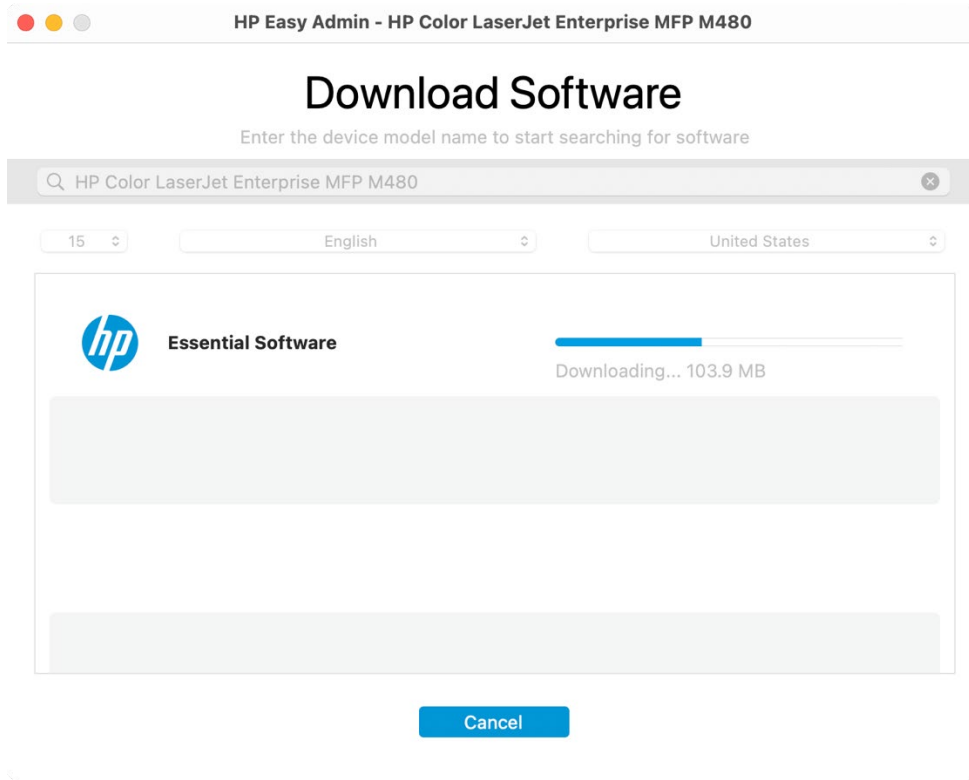 HP Easy Admin - HP Color LaserJet Enterprise MFP M480
Download Software
Enter the device model name to start searching for software
HP Color LaserJet Enterprise MFP M480
15 English United States
hp Essential Software
Downloading... 103.9 MB
Cancel